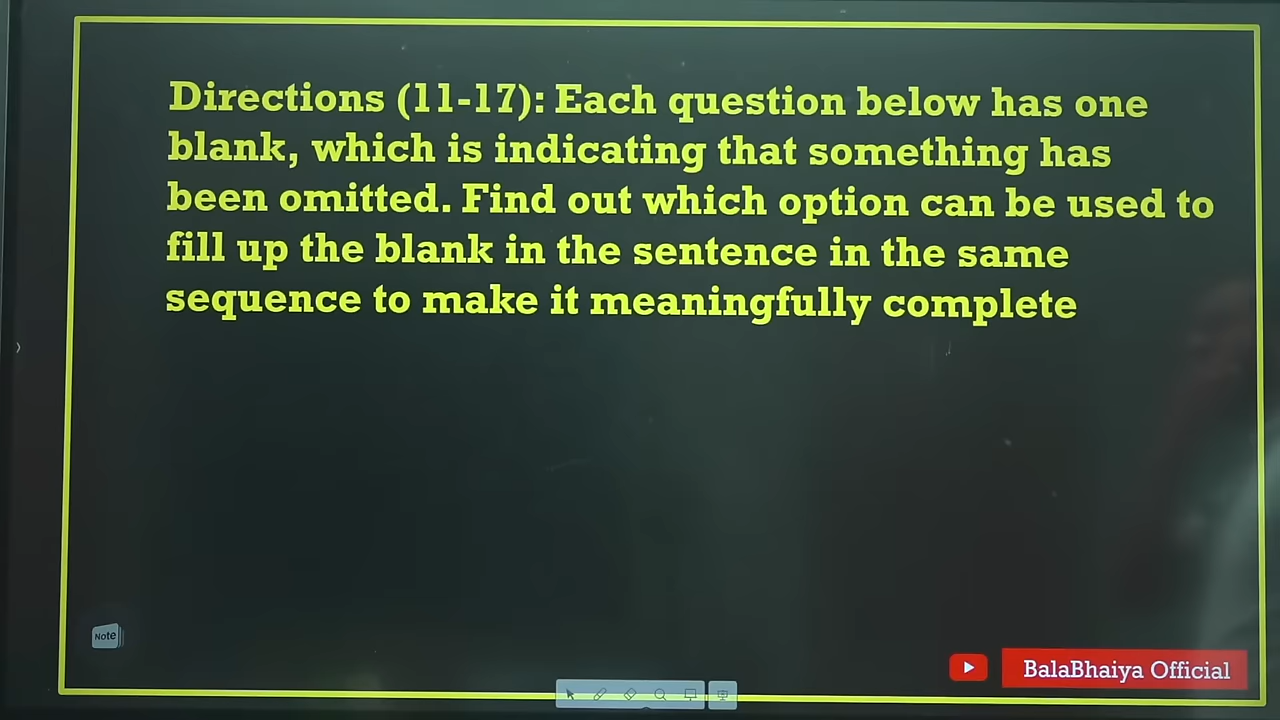 Directions (11-17): Each question below has one
blank, which is indicating that something has
been omitted. Find out which option can be used to
fill up the blank in the sentence in the same
sequence to make it meaningfully complete
Note
BalaBhaiya Official